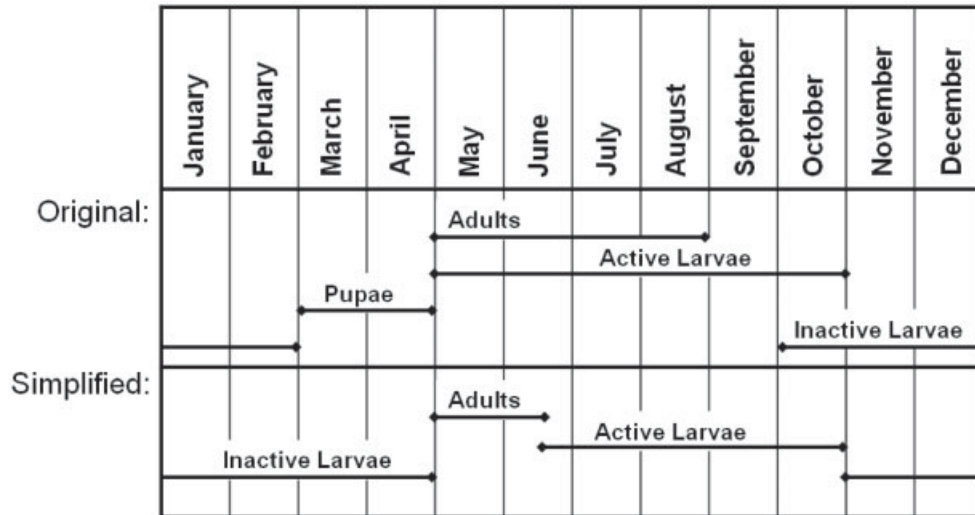 January February March April May June July August September October November December
Original:
Adults
Active Larvae
Pupae
Inactive Larvae
Simplified:
Adults
Active Larvae
Inactive Larvae